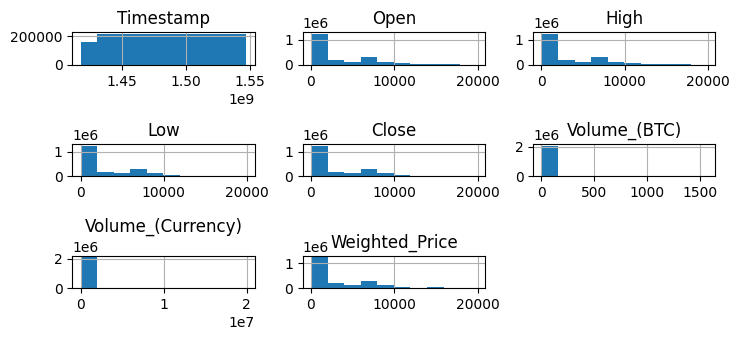 Timestamp Open High
200000
0
1.45 1.50 1.55
1e9
1e6
1
0
0 10000 20000
1e6
1
0
0 10000 20000
Low Close Volume_(BTC)
1e6
1
0
0 10000 20000
1e6
1
0
0 10000 20000
1e6
2
0
0 500 1000 1500
Volume_(Currency) Weighted_Price
1e6
2
0
0 1 2
1e7
1e6
1
0
0 10000 20000